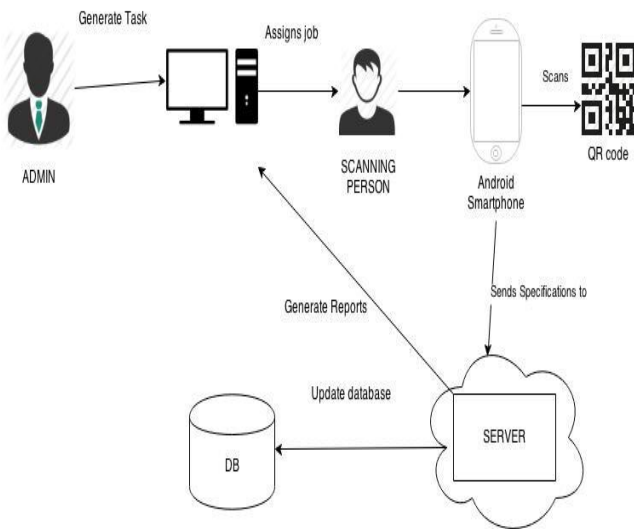 Generate Task
Assigns job
Scans
ADMIN
SCANNING
PERSON
Android
Smartphone
QR code
Generate Reports
Sends Specifications to
Update database
DB
SERVER